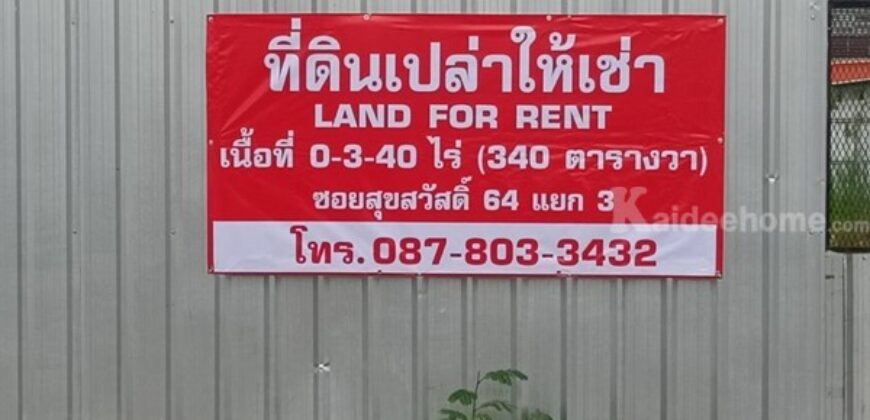 ที่ดินเปล่าให้เช่า
LAND FOR RENT
เนื้อที่ 0-3-40 ไร่ (340 ตารางวา)
ซอยสุขสวัสดิ์ 64 แยก 3
Kaideehome.com
โทร. 087-803-3432